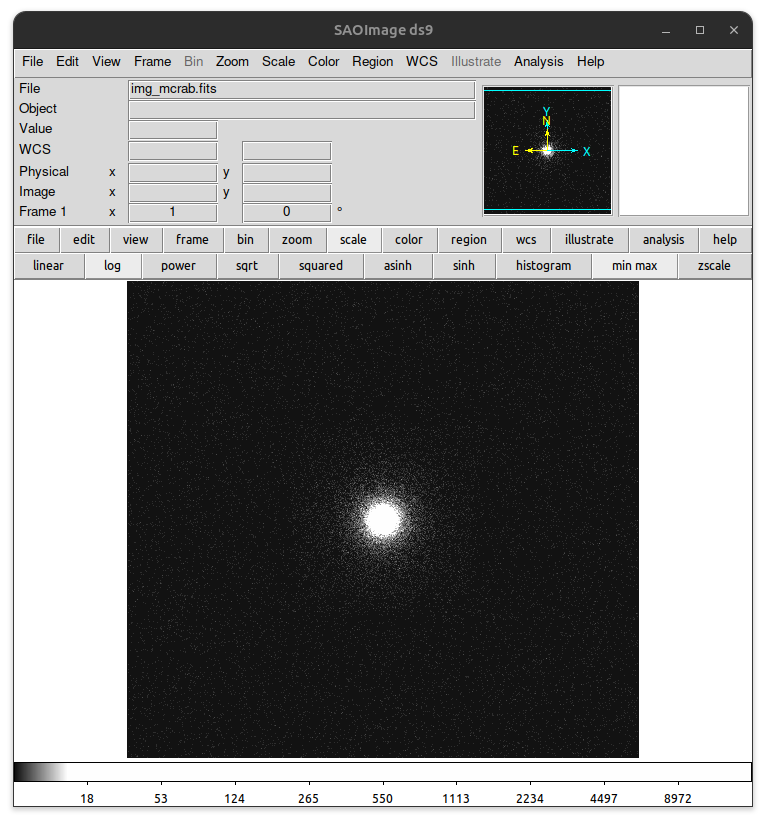 SAOImage ds9
File Edit View Frame Bin Zoom Scale Color Region WCS Illustrate Analysis Help
File img_mcrab.fits
Object
Value
WCS
Physical x y
Image x y
Frame 1 x 1 0 °
Y
N
E X
file edit view frame bin zoom scale color region wcs illustrate analysis help
linear log power sqrt squared asinh sinh histogram min max zscale
18 53 124 265 550 1113 2234 4497 8972